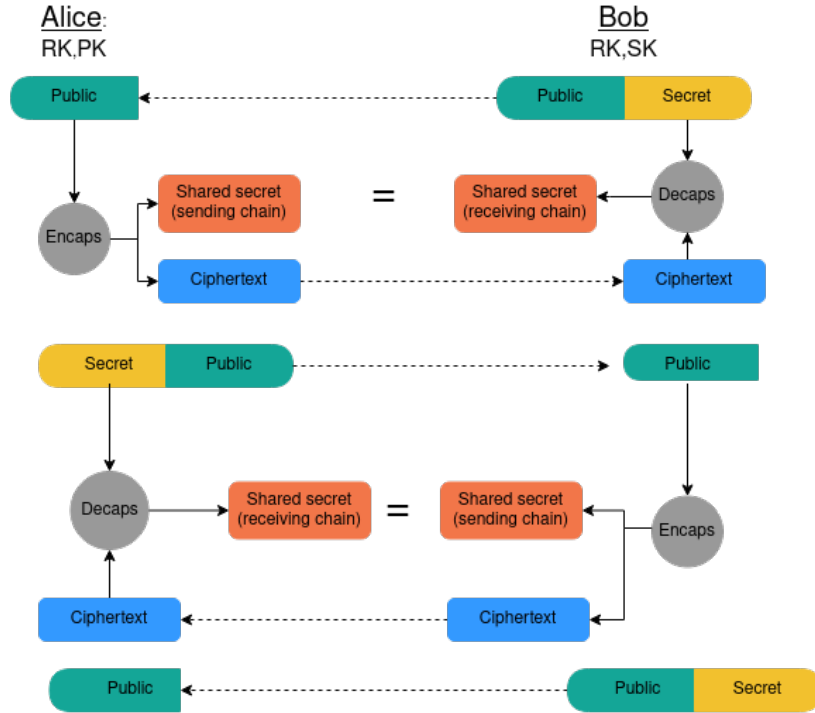 Alice:
RK,PK
Bob
RK,SK
Public
Public
Secret
Shared secret
(sending chain)
=
Shared secret
(receiving chain)
Decaps
Encaps
Ciphertext
Ciphertext
Secret
Public
Public
Decaps
Shared secret
(receiving chain)
=
Shared secret
(sending chain)
Encaps
Ciphertext
Ciphertext
Public
Public
Secret